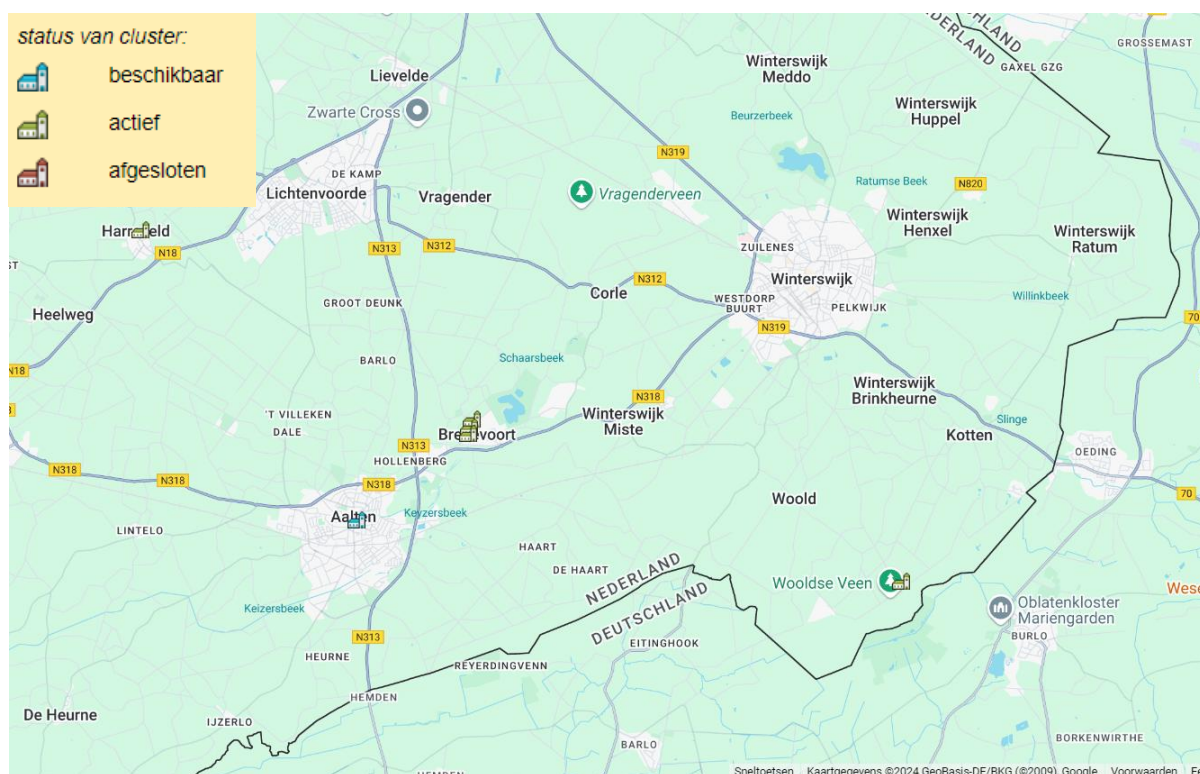 status van cluster:
beschikbaar
actief
afgesloten
DEUTSCHLAND
NEDERLAND
GROSSEMAST
GAXEL GZG
Winterswijk
Meddo
Lievelde
Zwarte Cross
Beurzerbeek
Winterswijk
Huppel
N319
DE KAMP
Lichtenvoorde
Vragender
Vragenderveen
Ratumse Beek
N820
Winterswijk
Henxel
Winterswijk
Ratum
N18
N313
N312
ZUILENES
Heelweg
GROOT DEUNK
Corle
N312
WESTDORP
BUURT
Winterswijk
PELKWIJK
Willinkbeek
N319
70
BARLO
Schaarsbeek
N18
Winterswijk
Brinkheurne
N318
'T VILLEKEN
DALE
Winterswijk
Miste
Slinge
Kotten
N313
HOLLENBERG
OEDING
N318
N318
N318
70
Woold
Aalten
Keyzersbeek
LINTELO
HAART
DE HAART
NEDERLAND
DEUTSCHLAND
Wooldse Veen
Oblatenkloster
Mariengarden
BURLO
Keizersbeek
N313
EITINGHOOK
HEURNE
REYERDINGVENN
HEMDEN
De Heurne
IJZERLO
BARLO
BORKENWIRTHE
Sneltoetsen Kaartgegevens ©2024 GeoBasis-DE/BKG (©2009), Google Voorwaarden